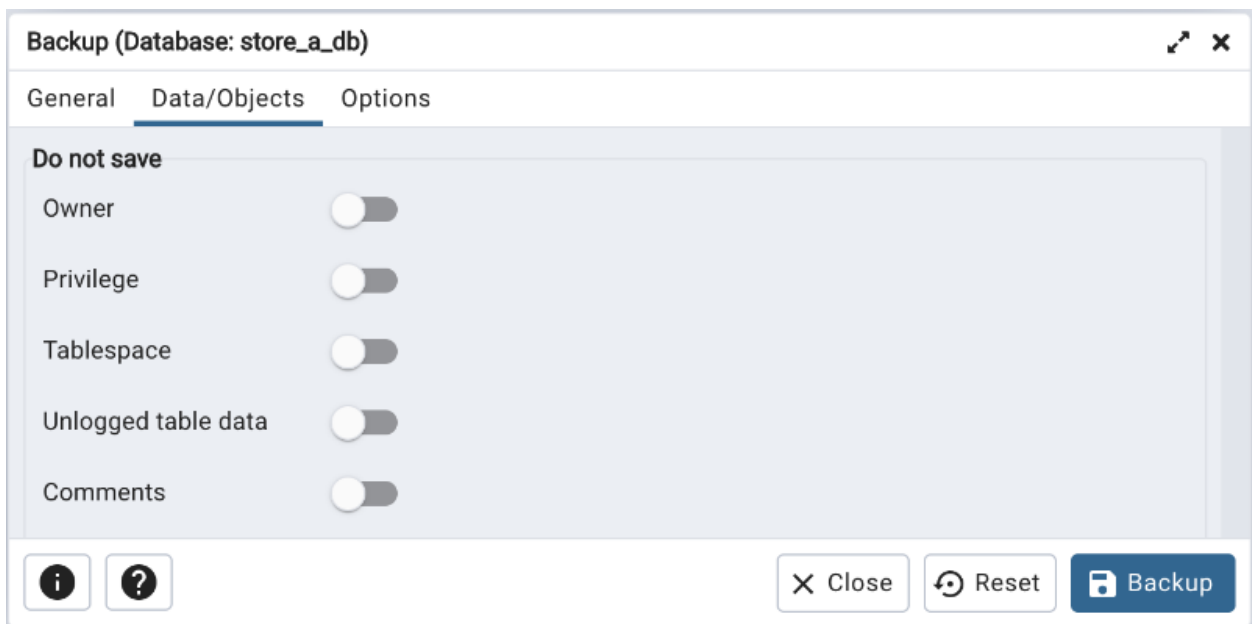 Backup (Database: store_a_db)
General Data/Objects Options
Do not save
Owner
Privilege
Tablespace
Unlogged table data
Comments
Close Reset Backup